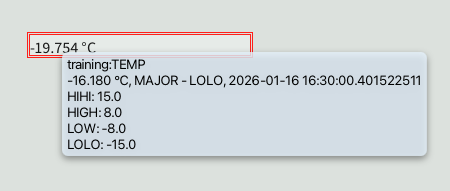 -19.754 °C
training:TEMP
-16.180 °C, MAJOR - LOLO, 2026-01-16 16:30:00.401522511
HIHI: 15.0
HIGH: 8.0
LOW: -8.0
LOLO: -15.0